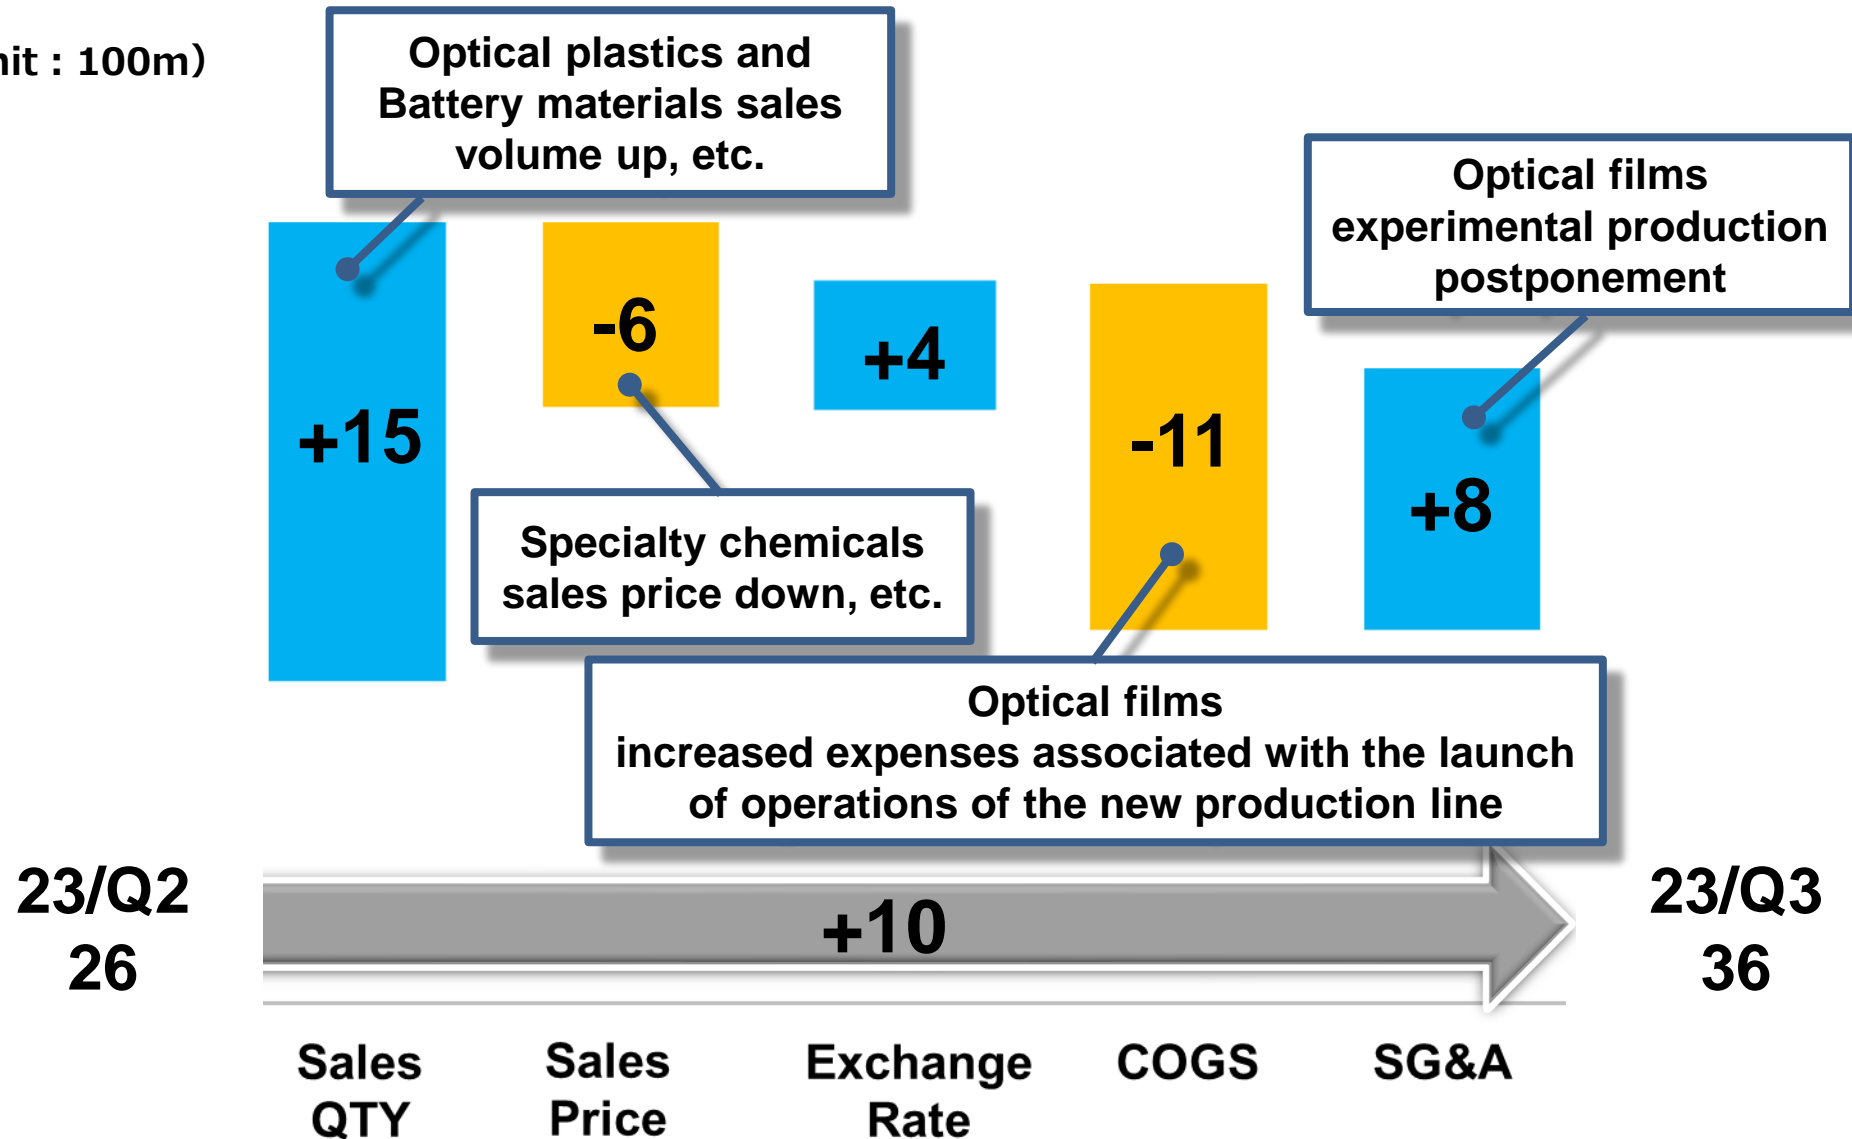 : 100m）
Optical plastics and
Battery materials sales
volume up, etc.
Optical films
experimental production
postponement
+15
-6
+4
-11
+8
Specialty chemicals
sales price down, etc.
Optical films
increased expenses associated with the launch
of operations of the new production line
23/Q2
26
+10
23/Q3
36
Sales
QTY
Sales
Price
Exchange
Rate
COGS
SG&A